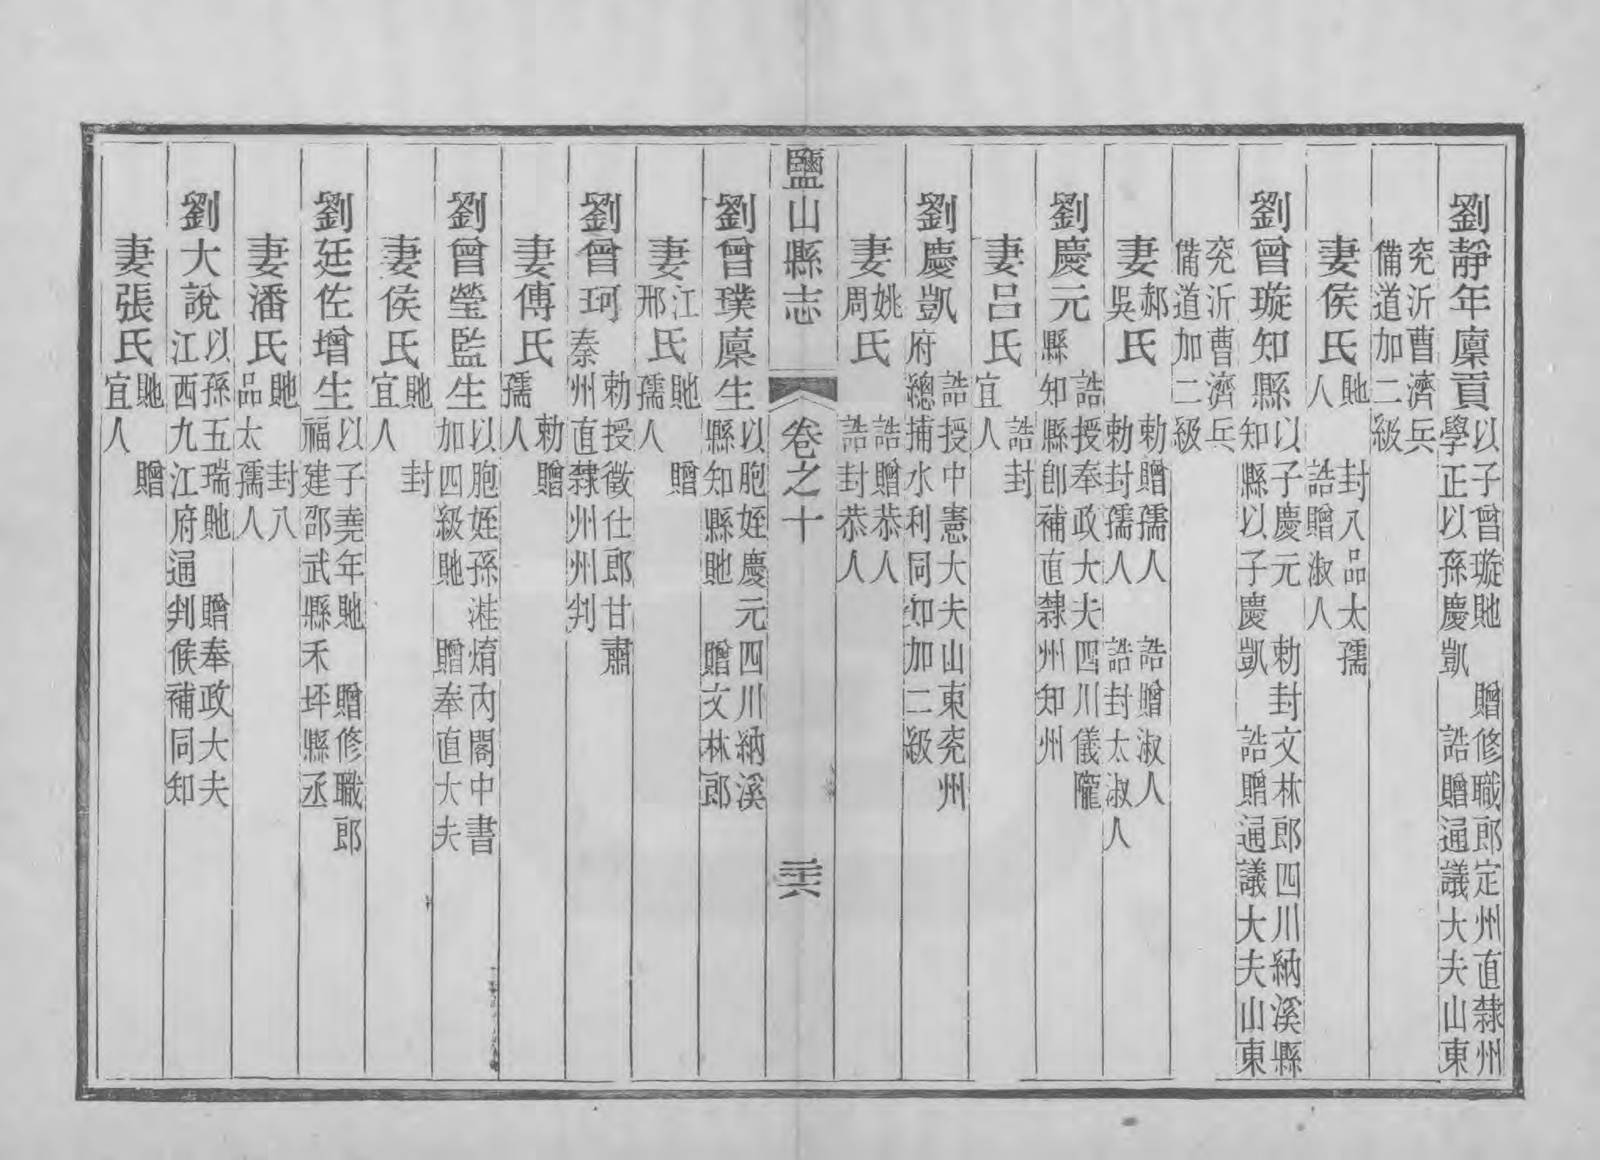 劉靜年廩貢以子曾璇貤　贈修職郎定州直隸州
學正以孫慶凱　誥贈通議大夫山東
兗沂曹濟兵
備道加二級
妻侯氏貤　封八品太孺
人　誥贈淑人
劉曾璇知縣以子慶元　勅封文林郎四川納溪縣
知縣以子慶凱　誥贈通議大夫山東
兗沂曹濟兵
備道加二級
妻郝氏　勅贈孺人　誥贈淑人
吳　勅封孺人　誥封太淑人
劉慶元　誥授奉政大夫四川儀隴
縣知縣卽補直隸州知州
妻呂氏　誥封
宜人
劉慶凱　誥授中憲大夫山東兗州
府總捕水利同知加二級
妻姚氏　誥贈恭人
周　誥封恭人
鹽山縣志　卷之十　二十六
劉曾璞廩生以胞姪慶元四川納溪
縣知縣貤　贈文林郎
妻江氏貤　贈
邢　孺人
劉曾珂　勅授徵仕郎甘肅
秦州直隸州州判
妻傅氏　勅贈
孺人
劉曾瑩監生以胞姪孫溎焴內閣中書
加四級貤　贈奉直大夫
妻侯氏貤　封
宜人
劉廷佐增生以子堯年貤　贈修職郎
福建邵武縣禾坪縣丞
妻潘氏貤　封八
品太孺人
劉大說以孫五瑞貤　贈奉政大夫
江西九江府通判候補同知
妻張氏貤　贈
宜人